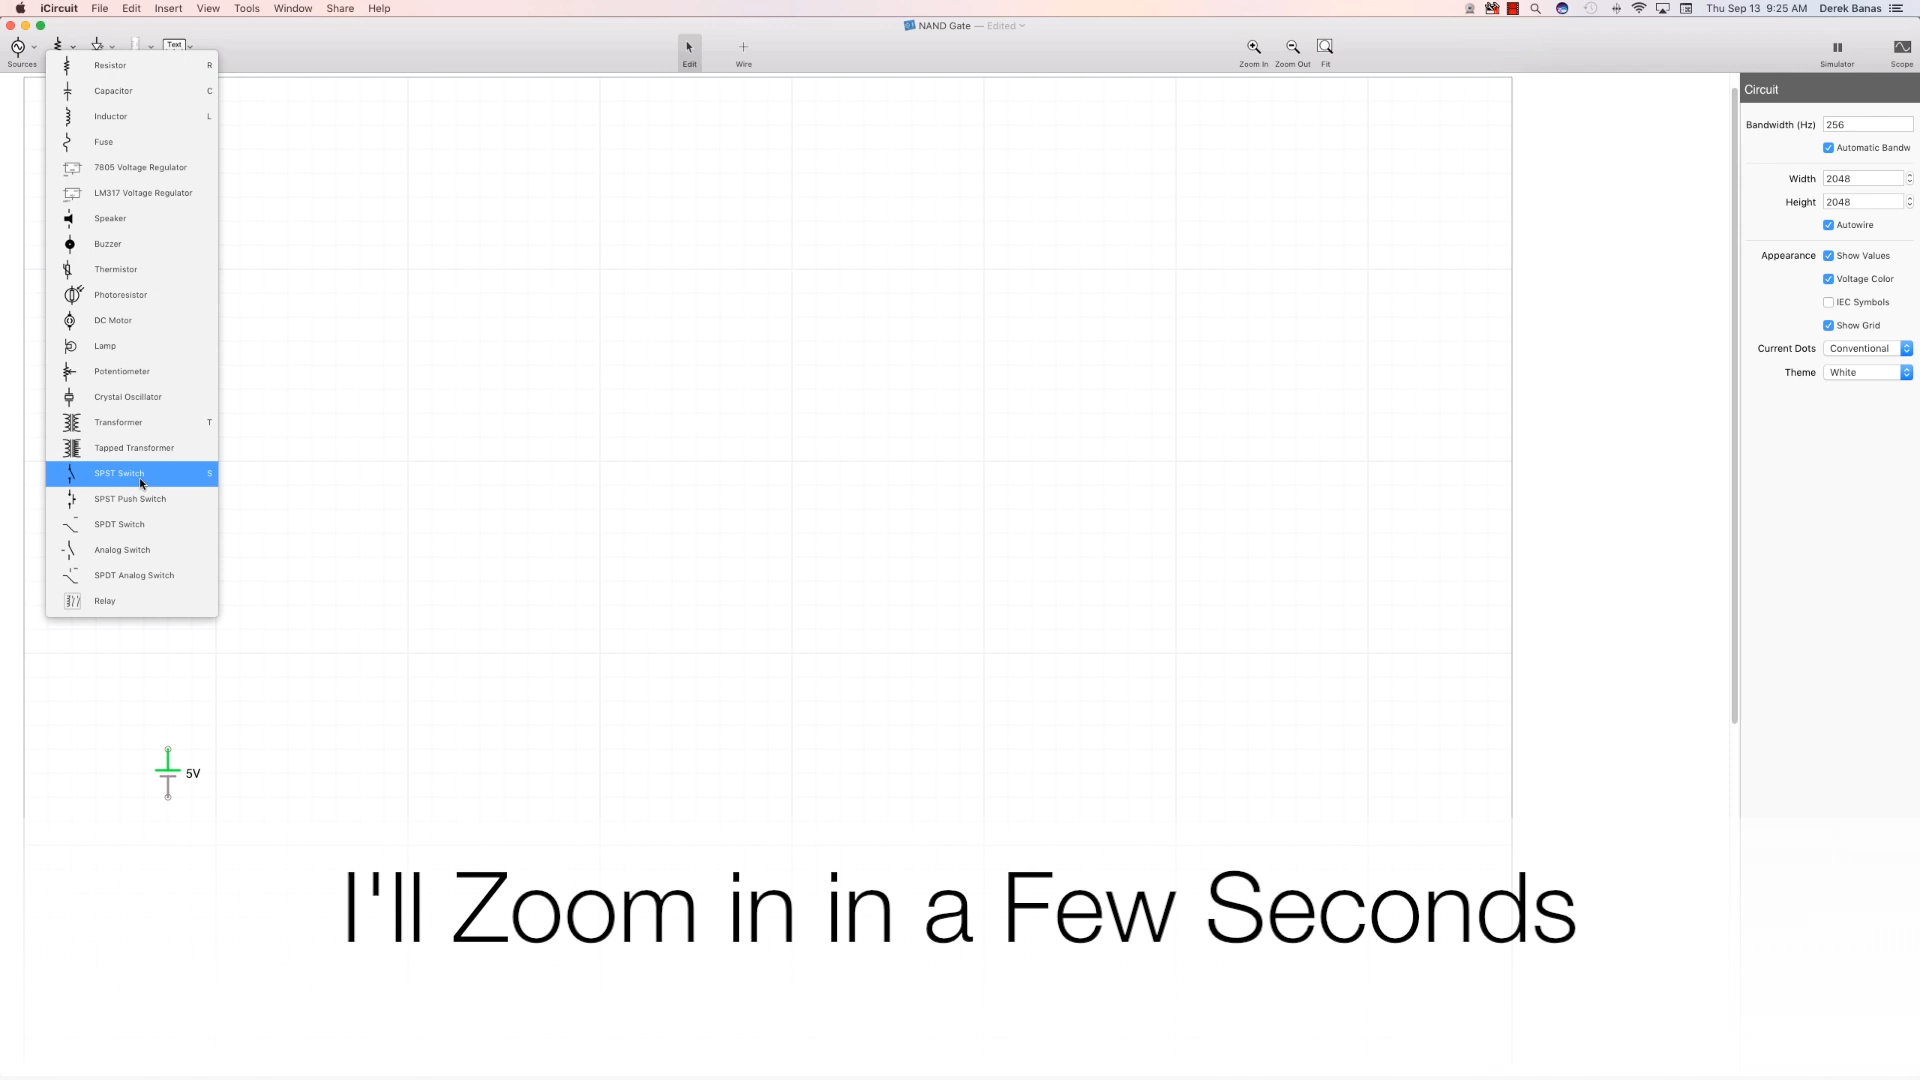 iCircuit File Edit Insert View Tools Window Share Help Thu Sep 13 9:25 AM Derek Banas
NAND Gate — Edited
Text
Sources Edit Wire Zoom In Zoom Out Fit Simulator Scope
Resistor R
Capacitor C
Inductor L
Fuse
7805 Voltage Regulator
LM317 Voltage Regulator
Speaker
Buzzer
Thermistor
Photoresistor
DC Motor
Lamp
Potentiometer
Crystal Oscillator
Transformer T
Tapped Transformer
SPST Switch S
SPST Push Switch
SPDT Switch
Analog Switch
SPDT Analog Switch
Relay
Circuit
Bandwidth (Hz) 256
Automatic Bandw
Width 2048
Height 2048
Autowire
Appearance Show Values
Voltage Color
IEC Symbols
Show Grid
Current Dots Conventional
Theme White
5V
I'll Zoom in in a Few Seconds